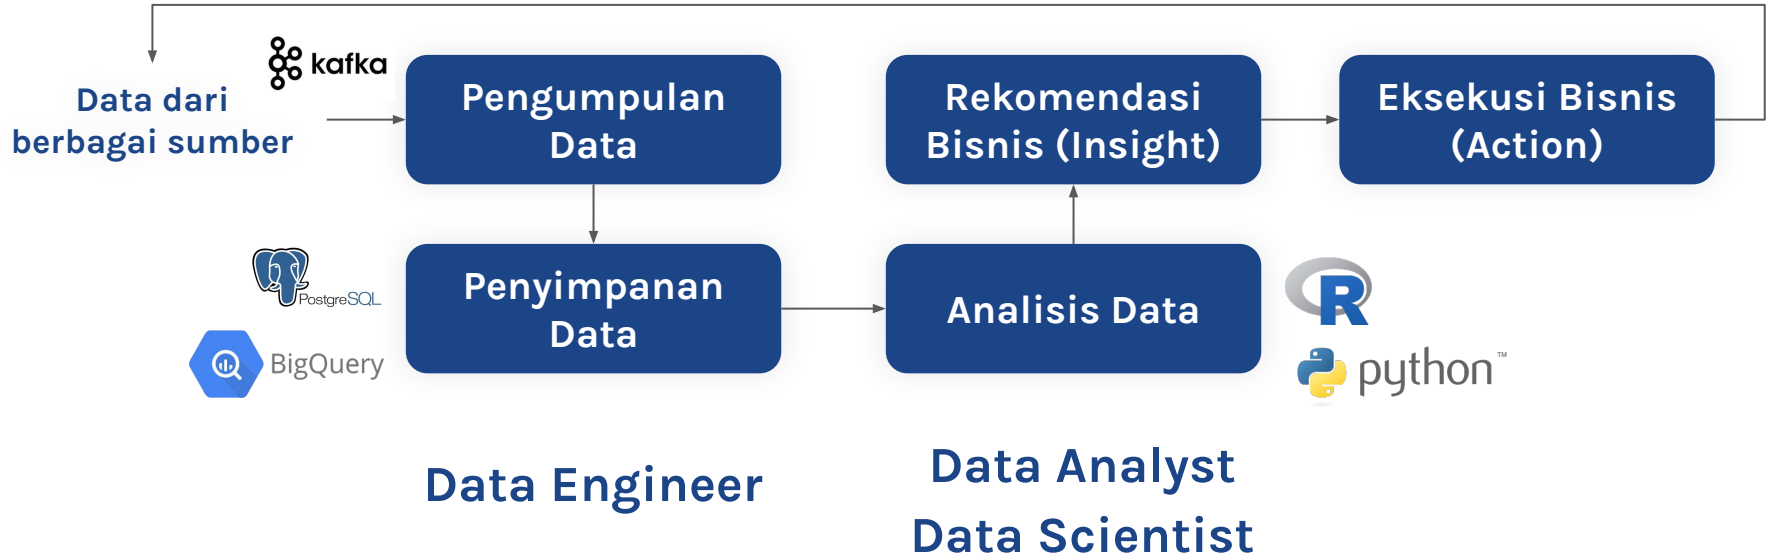 Data dari
berbagai sumber
kafka
Pengumpulan
Data
Rekomendasi
Bisnis (Insight)
Eksekusi Bisnis
(Action)
PostgreSQL
BigQuery
Penyimpanan
Data
Analisis Data
R
python™
Data Engineer
Data Analyst
Data Scientist